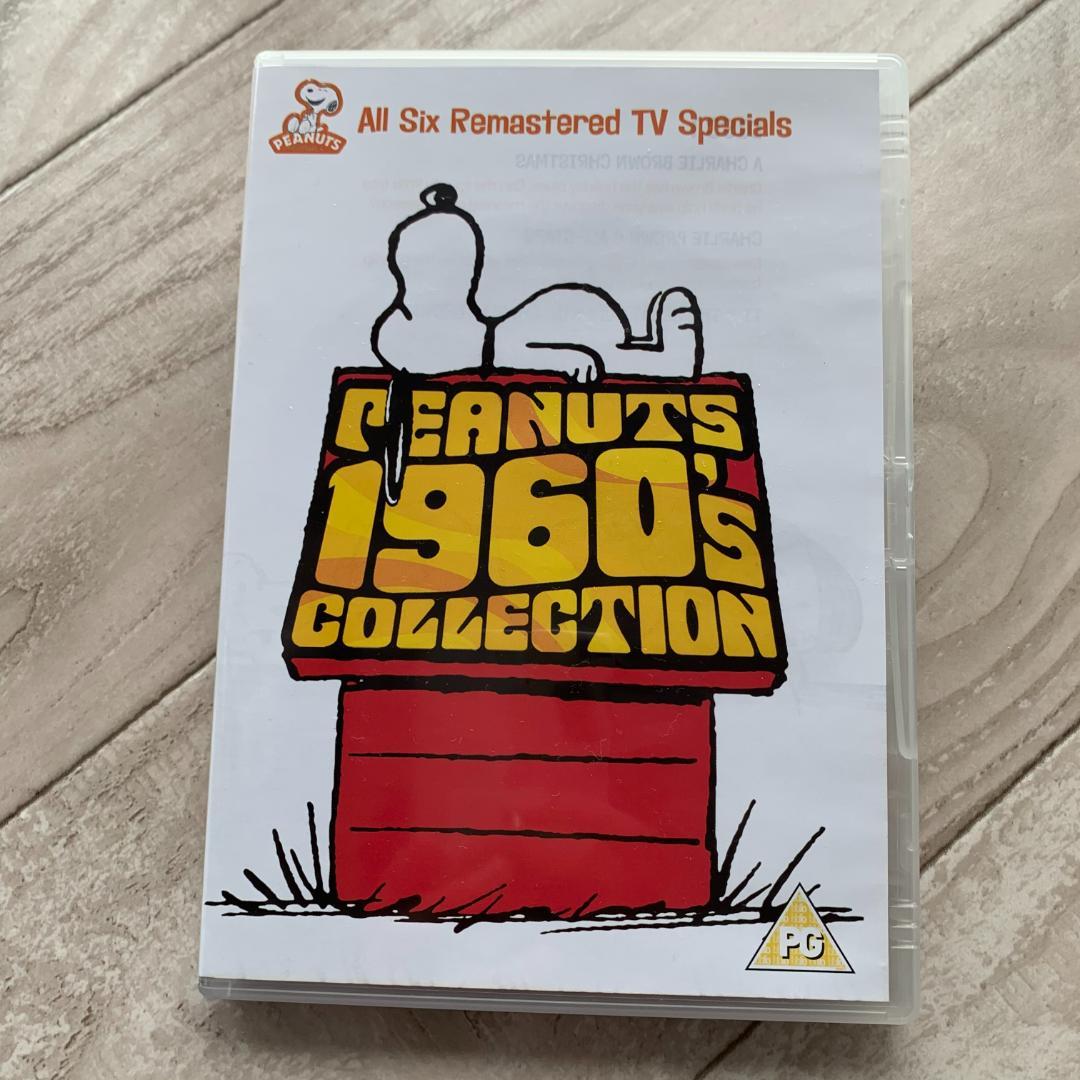 PEANUTS
All Six Remastered TV Specials
A CHARLIE BROWN CHRISTMAS
PEANUTS
1960's
COLLECTION
PG